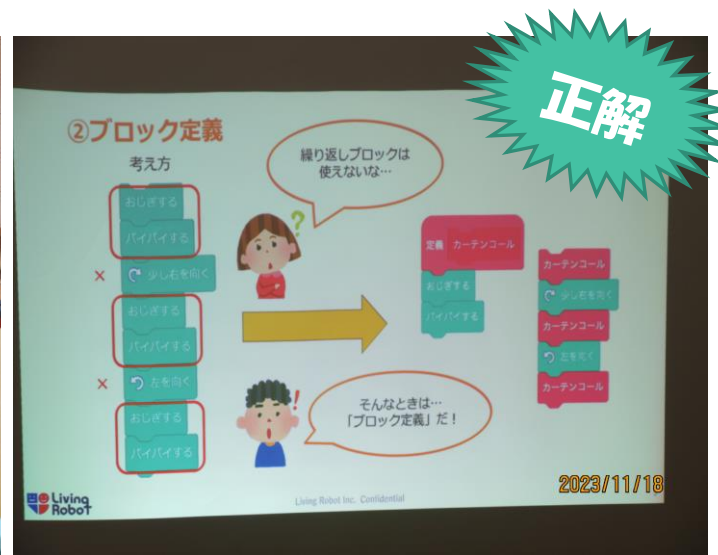 正解
②ブロック定義
考え方
おじぎする
バイバイする
× 少し右を向く
おじぎする
バイバイする
× 左を向く
おじぎする
バイバイする
繰り返しブロックは
使えないな…
?
!
そんなときは…
「ブロック定義」だ！
定義 カーテンコール
おじぎする
バイバイする
カーテンコール
少し右を向く
カーテンコール
左を向く
カーテンコール
Living
Robot
Living Robot Inc. Confidential
2023/11/18